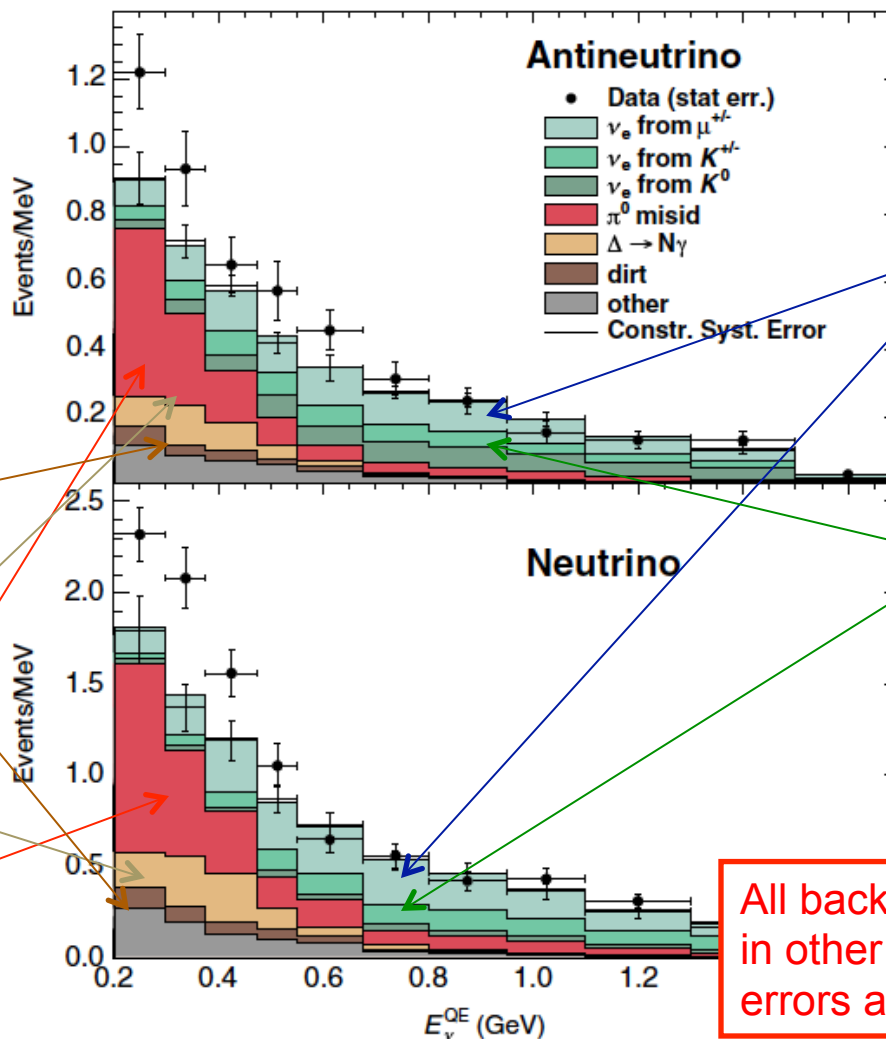 Antineutrino
Data (stat err.)
νe from μ+/-
νe from K+/-
νe from K0
π0 misid
Δ → Nγ
dirt
other
Constr. Syst. Error
Events/MeV
1.2
1.0
0.8
0.6
0.4
0.2
Neutrino
Events/MeV
2.5
2.0
1.5
1.0
0.5
0.0
0.2
0.4
0.6
0.8
1.0
1.2
E QE (GeV)
All back
in other
errors a